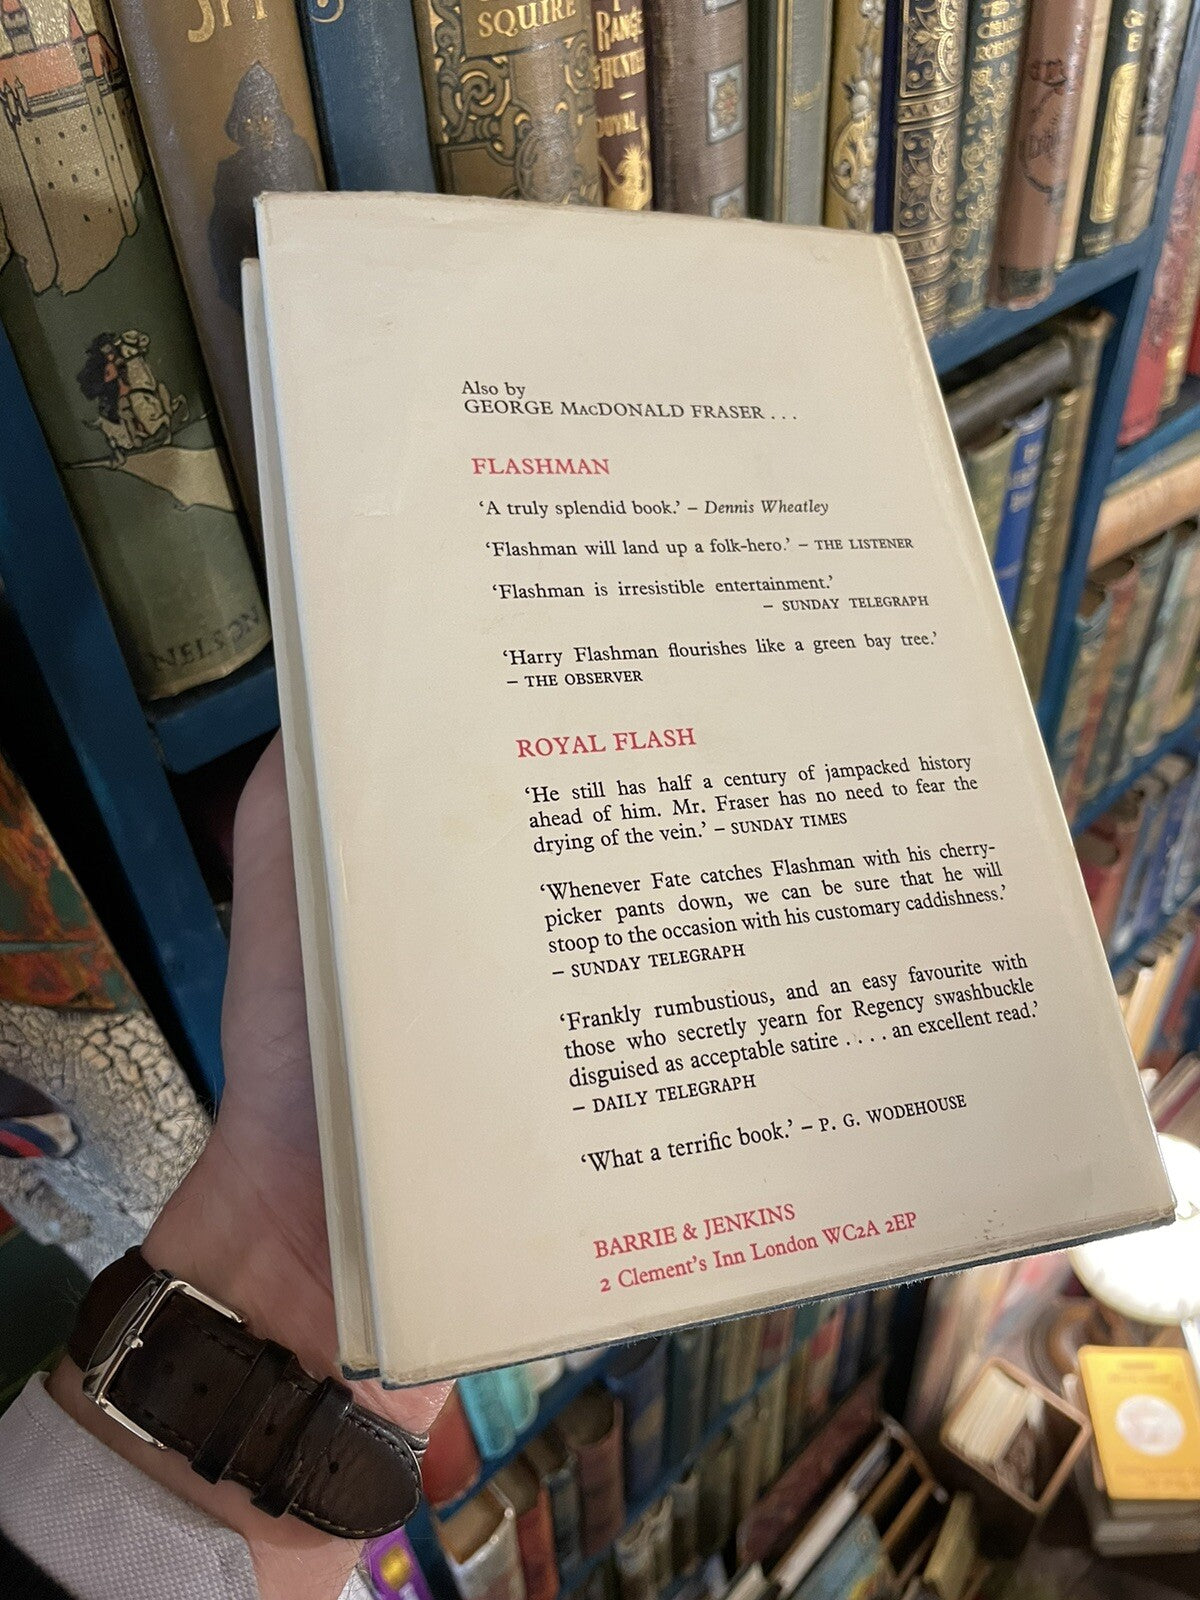 SQUIRE
RANGE
& HUNTER
DUVAL
NELSON
Also by
GEORGE MACDONALD FRASER . . .
FLASHMAN
‘A truly splendid book.’ – Dennis Wheatley
‘Flashman will land up a folk-hero.’ – THE LISTENER
‘Flashman is irresistible entertainment.’
– SUNDAY TELEGRAPH
‘Harry Flashman flourishes like a green bay tree.’
– THE OBSERVER
ROYAL FLASH
‘He still has half a century of jampacked history
ahead of him. Mr. Fraser has no need to fear the
drying of the vein.’ – SUNDAY TIMES
‘Whenever Fate catches Flashman with his cherry-
picker pants down, we can be sure that he will
stoop to the occasion with his customary caddishness.’
– SUNDAY TELEGRAPH
‘Frankly rumbustious, and an easy favourite with
those who secretly yearn for Regency swashbuckle
disguised as acceptable satire . . . . an excellent read.’
– DAILY TELEGRAPH
‘What a terrific book.’ – P. G. WODEHOUSE
BARRIE & JENKINS
2 Clement's Inn London WC2A 2EP